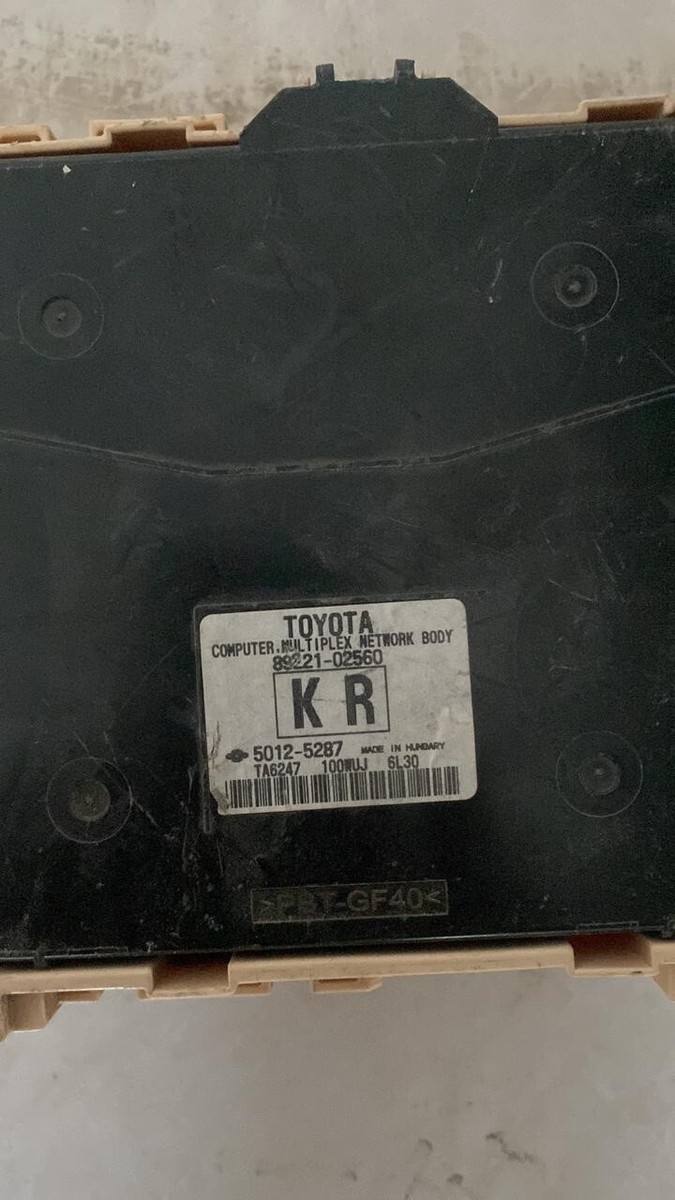 TOYOTA
COMPUTER,MULTIPLEX NETWORK BODY
89221-02560
KR
5012-5287 MADE IN HUNGARY
TA6247 100WUJ 6L30
>PBT-GF40<